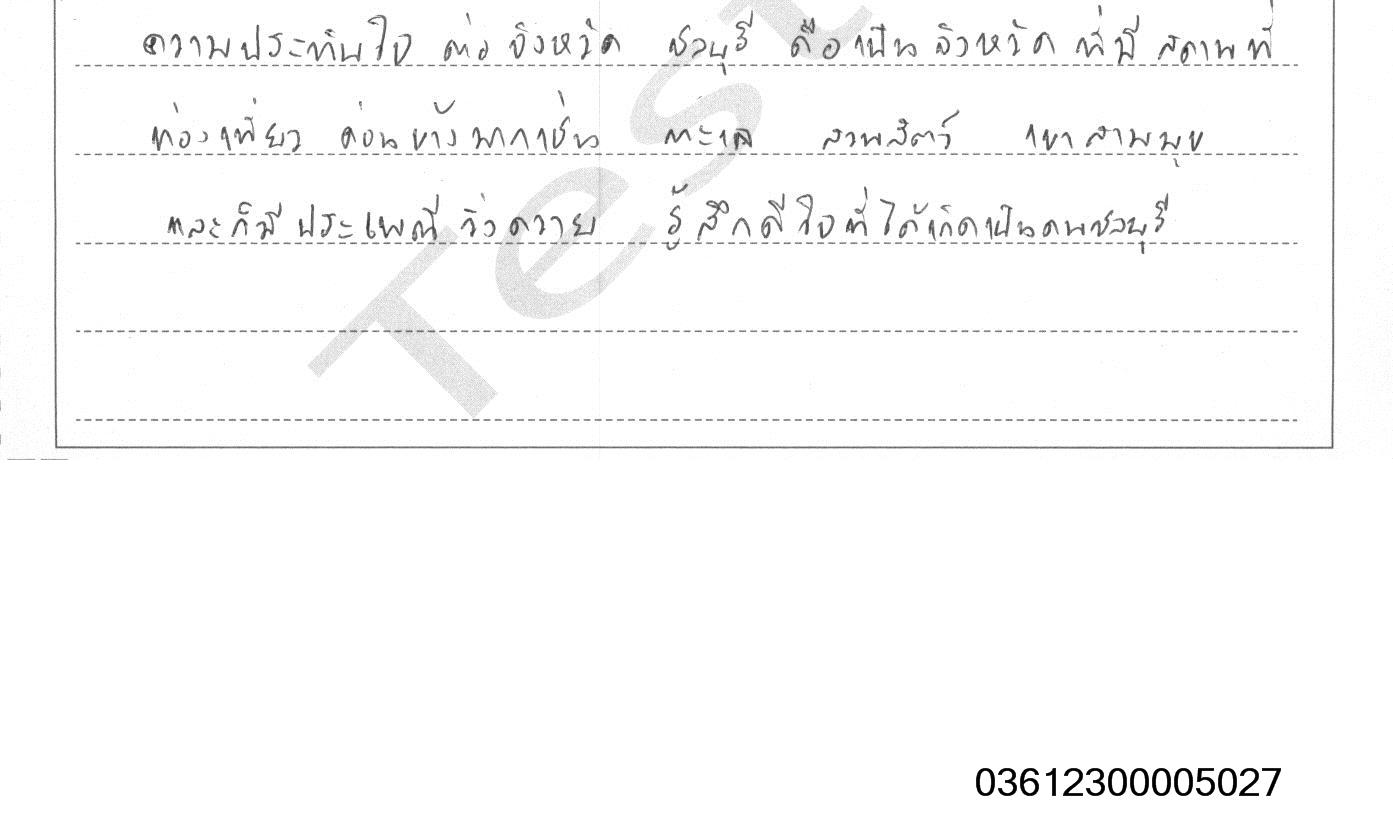 ความประทับใจ ต่อ จังหวัด ชลบุรี คือ เป็น จังหวัด ที่มี สถานที่
ท่องเที่ยว ค่อนข้างมากเช่น ทะเล สวนสัตว์ เขาสามมุข
และก็มี ประเพณี วิ่งควาย รู้สึกดีใจที่ได้เกิดเป็นคนชลบุรี
Test
03612300005027